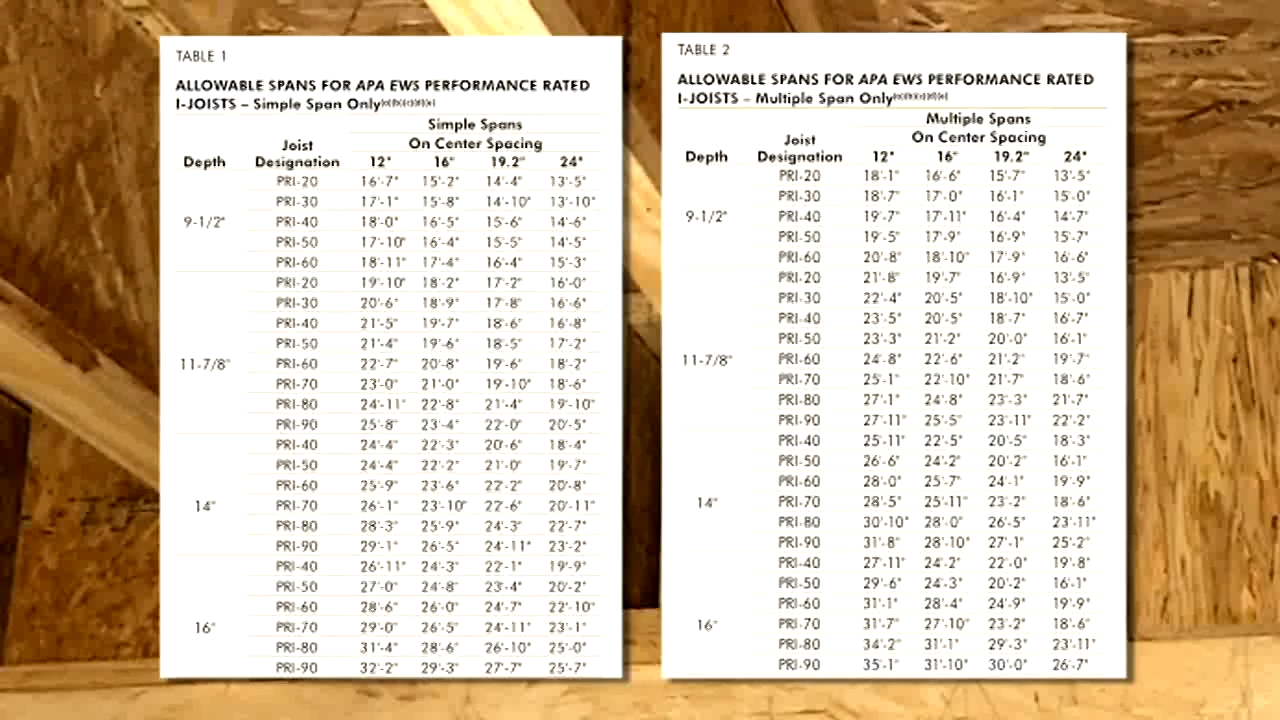 TABLE 1
ALLOWABLE SPANS FOR APA EWS PERFORMANCE RATED
I-JOISTS – Simple Span Only
Simple Spans
On Center Spacing
Depth Joist Designation 12" 16" 19.2" 24"
PRI-20 16'-7" 15'-2" 14'-4" 13'-5"
PRI-30 17'-1" 15'-8" 14'-10" 13'-10"
9-1/2" PRI-40 18'-0" 16'-5" 15'-6" 14'-6"
PRI-50 17'-10" 16'-4" 15'-5" 14'-5"
PRI-60 18'-11" 17'-4" 16'-4" 15'-3"
PRI-20 19'-10" 18'-2" 17'-2" 16'-0"
PRI-30 20'-6" 18'-9" 17'-8" 16'-6"
PRI-40 21'-5" 19'-7" 18'-6" 16'-8"
PRI-50 21'-4" 19'-6" 18'-5" 17'-2"
11-7/8" PRI-60 22'-7" 20'-8" 19'-6" 18'-2"
PRI-70 23'-0" 21'-0" 19'-10" 18'-6"
PRI-80 24'-11" 22'-8" 21'-4" 19'-10"
PRI-90 25'-8" 23'-4" 22'-0" 20'-5"
PRI-40 24'-4" 22'-3" 20'-6" 18'-4"
PRI-50 24'-4" 22'-2" 21'-0" 19'-7"
PRI-60 25'-9" 23'-6" 22'-2" 20'-8"
14" PRI-70 26'-1" 23'-10" 22'-6" 20'-11"
PRI-80 28'-3" 25'-9" 24'-3" 22'-7"
PRI-90 29'-1" 26'-5" 24'-11" 23'-2"
PRI-40 26'-11" 24'-3" 22'-1" 19'-9"
PRI-50 27'-0" 24'-8" 23'-4" 20'-2"
PRI-60 28'-6" 26'-0" 24'-7" 22'-10"
16" PRI-70 29'-0" 26'-5" 24'-11" 23'-1"
PRI-80 31'-4" 28'-6" 26'-10" 25'-0"
PRI-90 32'-2" 29'-3" 27'-7" 25'-7"
TABLE 2
ALLOWABLE SPANS FOR APA EWS PERFORMANCE RATED
I-JOISTS – Multiple Span Only
Multiple Spans
On Center Spacing
Depth Joist Designation 12" 16" 19.2" 24"
PRI-20 18'-1" 16'-6" 15'-7" 13'-5"
PRI-30 18'-7" 17'-0" 16'-1" 15'-0"
9-1/2" PRI-40 19'-7" 17'-11" 16'-4" 14'-7"
PRI-50 19'-5" 17'-9" 16'-9" 15'-7"
PRI-60 20'-8" 18'-10" 17'-9" 16'-6"
PRI-20 21'-8" 19'-7" 16'-9" 13'-5"
PRI-30 22'-4" 20'-5" 18'-10" 15'-0"
PRI-40 23'-5" 20'-5" 18'-7" 16'-7"
PRI-50 23'-3" 21'-2" 20'-0" 16'-1"
11-7/8" PRI-60 24'-8" 22'-6" 21'-2" 19'-7"
PRI-70 25'-1" 22'-10" 21'-7" 18'-6"
PRI-80 27'-1" 24'-8" 23'-3" 21'-7"
PRI-90 27'-11" 25'-5" 23'-11" 22'-2"
PRI-40 25'-11" 22'-5" 20'-5" 18'-3"
PRI-50 26'-6" 24'-2" 20'-2" 16'-1"
PRI-60 28'-0" 25'-7" 24'-1" 19'-9"
14" PRI-70 28'-5" 25'-11" 23'-2" 18'-6"
PRI-80 30'-10" 28'-0" 26'-5" 23'-11"
PRI-90 31'-8" 28'-10" 27'-1" 25'-2"
PRI-40 27'-11" 24'-2" 22'-0" 19'-8"
PRI-50 29'-6" 24'-3" 20'-2" 16'-1"
PRI-60 31'-1" 28'-4" 24'-9" 19'-9"
16" PRI-70 31'-7" 27'-10" 23'-2" 18'-6"
PRI-80 34'-2" 31'-1" 29'-3" 23'-11"
PRI-90 35'-1" 31'-10" 30'-0" 26'-7"